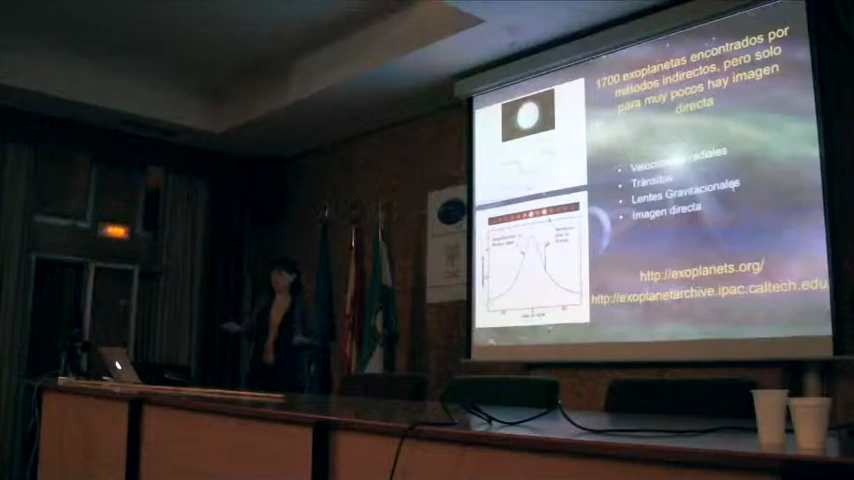 1700 exoplanetas encontrados por
métodos indirectos, pero solo
para muy pocos hay imagen
directa
• Velocidades radiales
• Tránsitus
• Lentes Gravitacionales
• Imagen directa
http://exoplanets.org/
http://exoplanetarchive.ipac.caltech.edu/